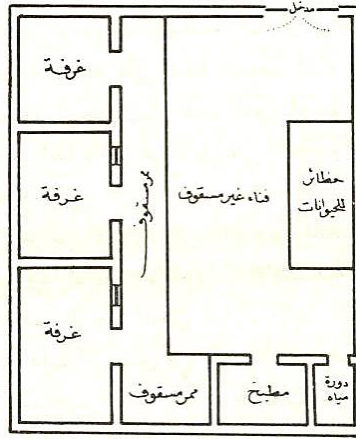 مدخل
غرفة
حظائر
للحيوانات
غرفة
فناء غير مسقوف
ممر مسقوف
غرفة
دورة
مياه
مطبخ
ممر مسقوف